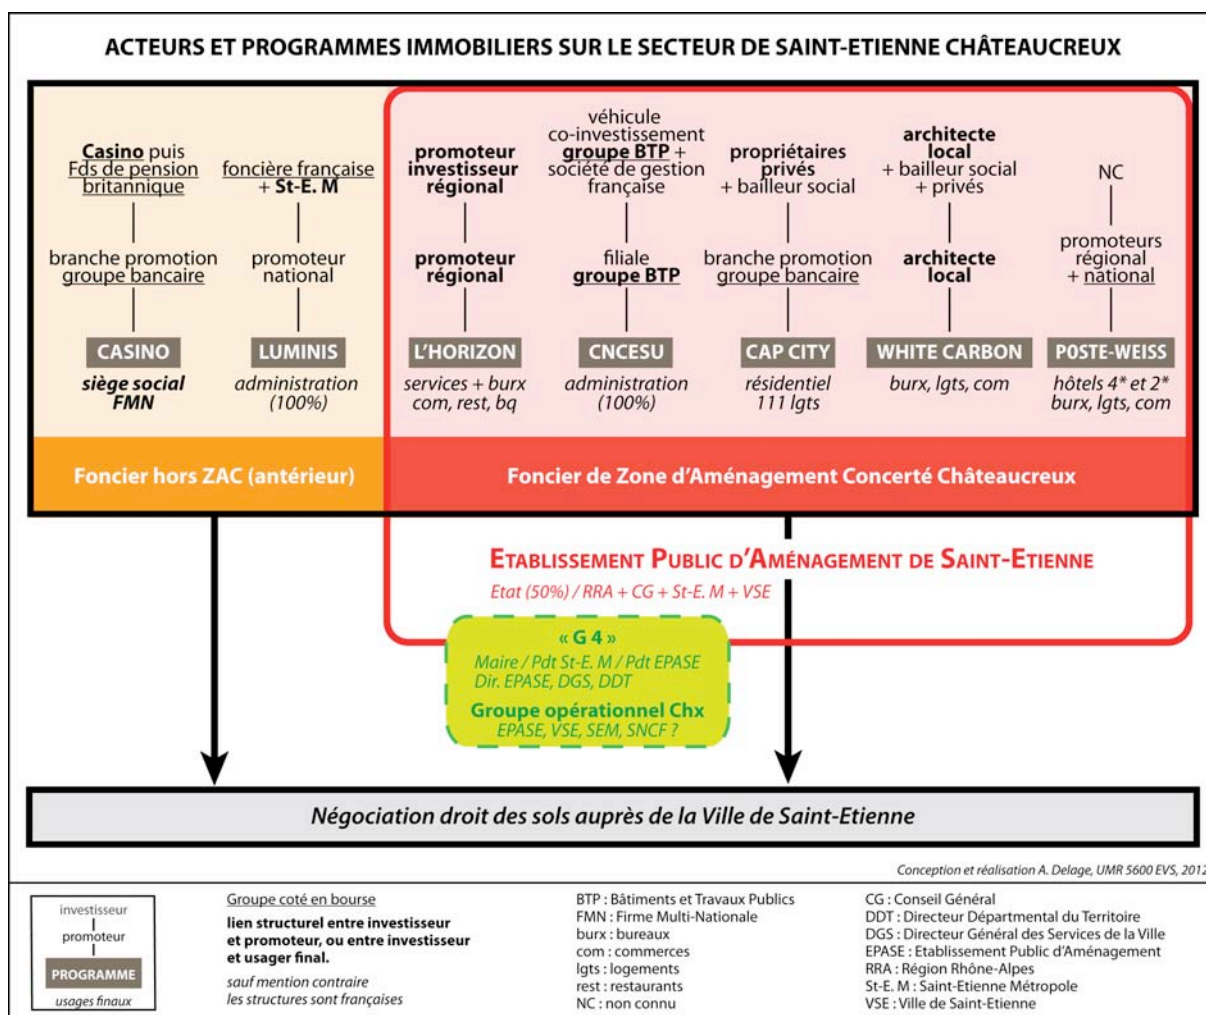 ACTEURS ET PROGRAMMES IMMOBILIERS SUR LE SECTEUR DE SAINT-ETIENNE CHÂTEAUCREUX
Casino puis
Fds de pension
britannique
branche promotion
groupe bancaire
CASINO
siège social
FMN
foncière française
+ St-E. M
promoteur
national
LUMINIS
administration
(100%)
promoteur
investisseur
régional
promoteur
régional
L'HORIZON
services + burx
com, rest, bq
véhicule
co-investissement
groupe BTP +
société de gestion
française
filiale
groupe BTP
CNCESU
administration
(100%)
propriétaires
privés
+ bailleur social
branche promotion
groupe bancaire
CAP CITY
résidentiel
111 lgts
architecte
local
+ bailleur social
+ privés
architecte
local
WHITE CARBON
burx, lgts, com
NC
promoteurs
régional
+ national
POSTE-WEISS
hôtels 4* et 2*
burx, lgts, com
Foncier hors ZAC (antérieur)
Foncier de Zone d'Aménagement Concerté Châteaucreux
ETABLISSEMENT PUBLIC D'AMÉNAGEMENT DE SAINT-ETIENNE
Etat (50%) / RRA + CG + St-E. M + VSE
« G 4 »
Maire / Pdt St-E. M / Pdt EPASE
Dir. EPASE, DGS, DDT
Groupe opérationnel Chx
EPASE, VSE, SEM, SNCF ?
Négociation droit des sols auprès de la Ville de Saint-Etienne
Conception et réalisation A. Delage, UMR 5600 EVS, 2012
investisseur
promoteur
PROGRAMME
usages finaux
Groupe coté en bourse
lien structurel entre investisseur
et promoteur, ou entre investisseur
et usager final.
sauf mention contraire
les structures sont françaises
BTP : Bâtiments et Travaux Publics
FMN : Firme Multi-Nationale
burx : bureaux
com : commerces
lgts : logements
rest : restaurants
NC : non connu
CG : Conseil Général
DDT : Directeur Départmental du Territoire
DGS : Directeur Général des Services de la Ville
EPASE : Etablissement Public d'Aménagement
RRA : Région Rhône-Alpes
St-E. M : Saint-Etienne Métropole
VSE : Ville de Saint-Etienne